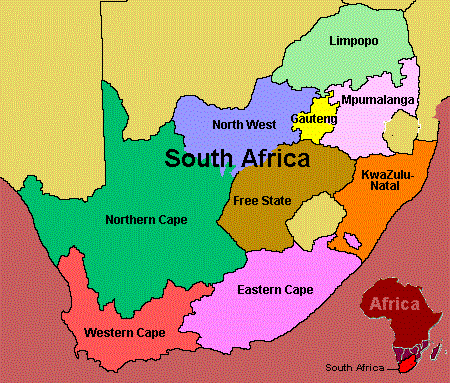 Limpopo
Mpumalanga
Gauteng
North West
South Africa
KwaZulu-
Natal
Free State
Northern Cape
Eastern Cape
Western Cape
Africa
South Africa